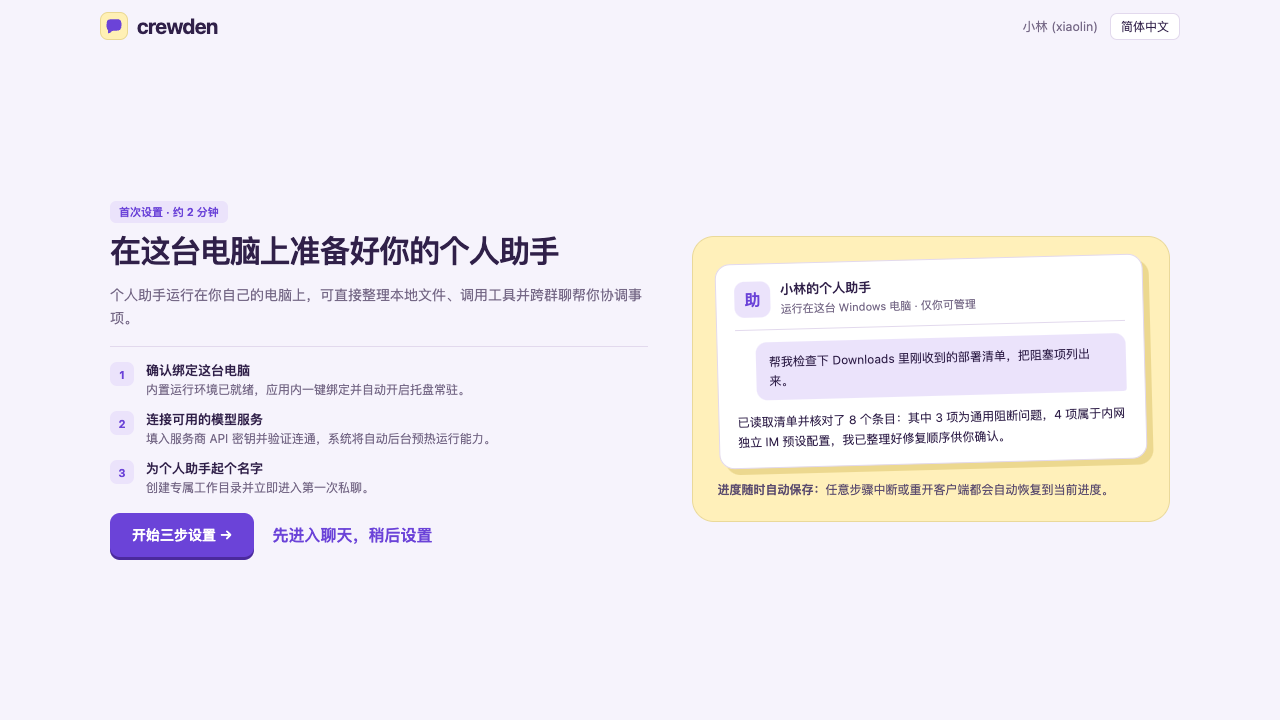 crewden
小林 (xiaolin)
简体中文
首次设置 · 约 2 分钟
在这台电脑上准备好你的个人助手
个人助手运行在你自己的电脑上，可直接整理本地文件、调用工具并跨群聊帮你协调事
项。
1
确认绑定这台电脑
内置运行环境已就绪，应用内一键绑定并自动开启托盘常驻。
2
连接可用的模型服务
填入服务商 API 密钥并验证连通，系统将自动后台预热运行能力。
3
为个人助手起个名字
创建专属工作目录并立即进入第一次私聊。
开始三步设置 →
先进入聊天，稍后设置
助
小林的个人助手
运行在这台 Windows 电脑 · 仅你可管理
帮我检查下 Downloads 里刚收到的部署清单，把阻塞项列出
来。
已读取清单并核对了 8 个条目：其中 3 项为通用阻断问题，4 项属于内网
独立 IM 预设配置，我已整理好修复顺序供你确认。
进度随时自动保存：任意步骤中断或重开客户端都会自动恢复到当前进度。